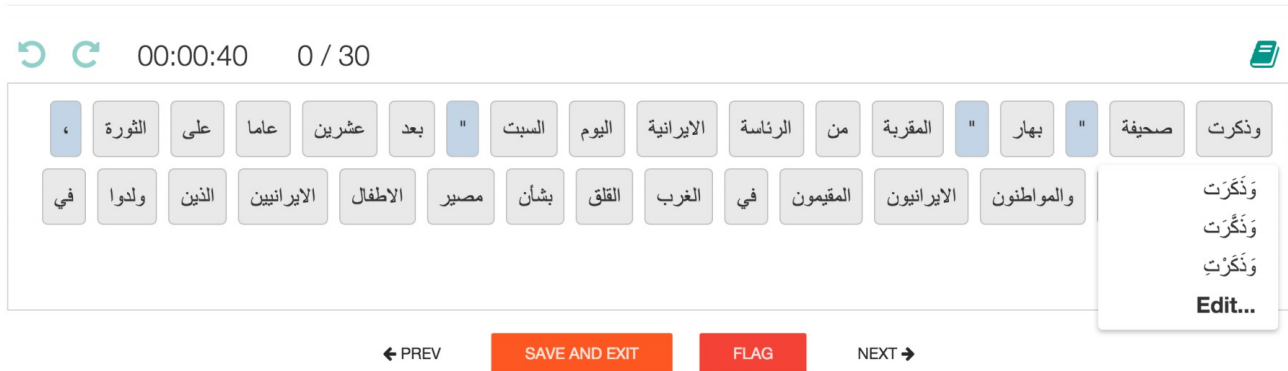 00:00:40 0 / 30
وذكرت صحيفة " بهار " المقربة من الرئاسة الايرانية اليوم السبت " بعد عشرين عاما على الثورة ،
والمواطنون الايرانيون المقيمون في الغرب القلق بشأن مصير الاطفال الايرانيين الذين ولدوا في
وَذَكَرَت
وَذَكَّرَت
وَذَكَرْتِ
Edit...
PREV SAVE AND EXIT FLAG NEXT